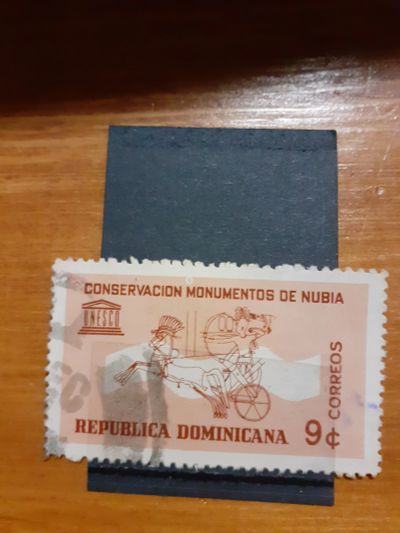 CONSERVACION MONUMENTOS DE NUBIA
UNESCO
CORREOS
REPUBLICA DOMINICANA 9¢